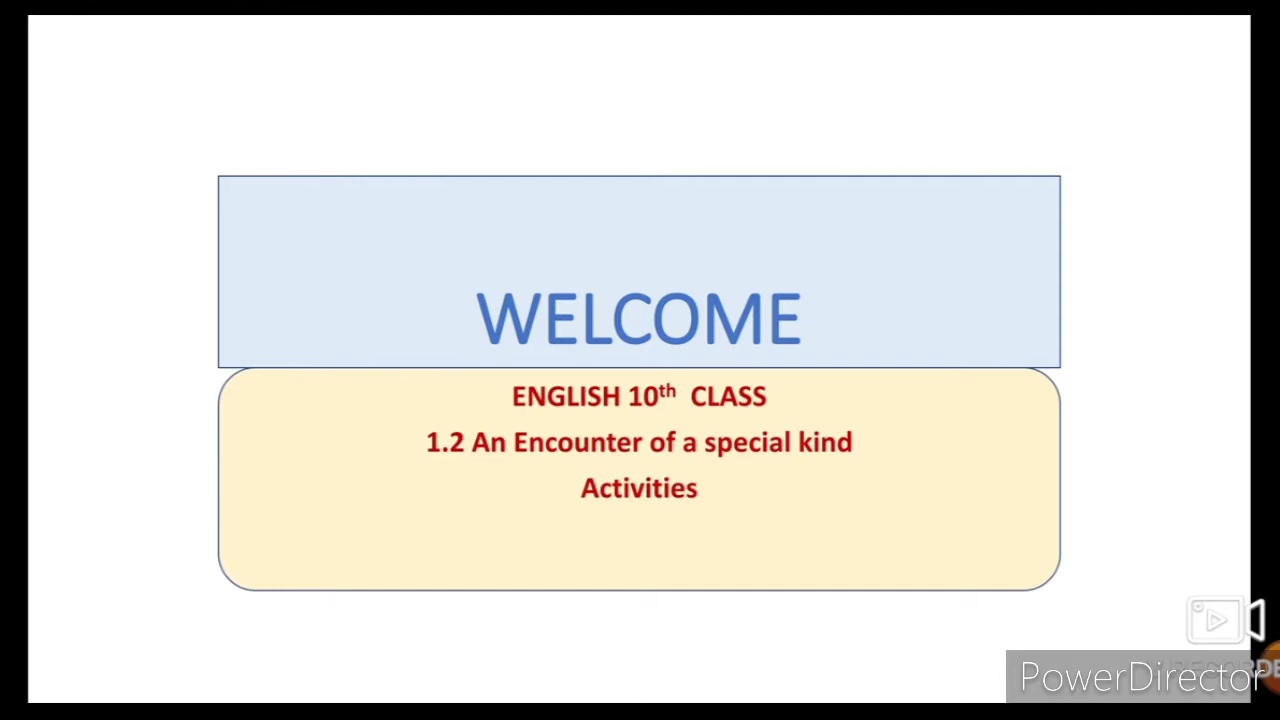 WELCOME
ENGLISH 10th CLASS
1.2 An Encounter of a special kind
Activities
PowerDirector